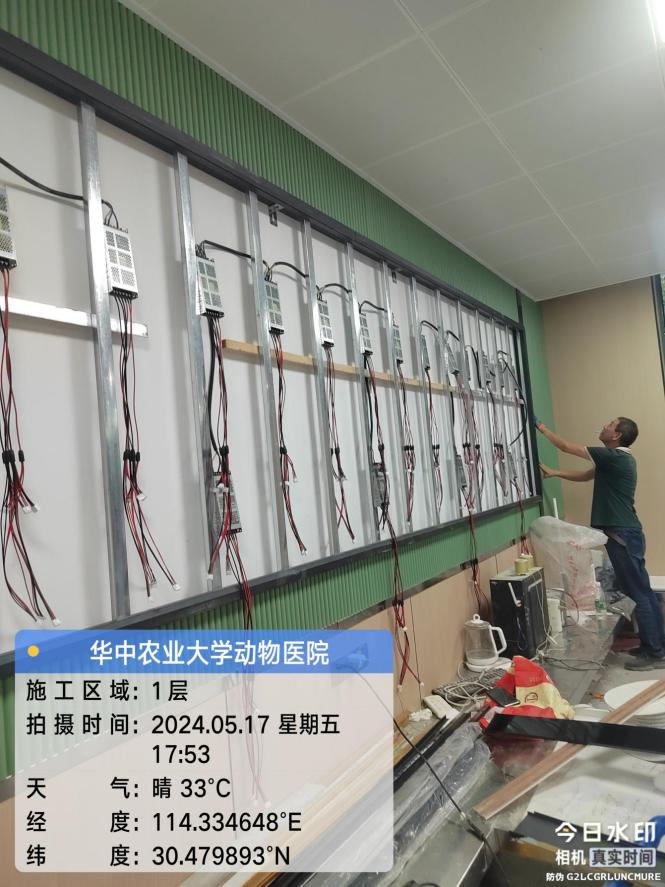 华中农业大学动物医院
施工区域：1层
拍摄时间：2024.05.17 星期五
17:53
天气：晴 33°C
经度：114.334648°E
纬度：30.479893°N
今日水印
相机 真实时间
防伪 G2LCGRLUNCMURE